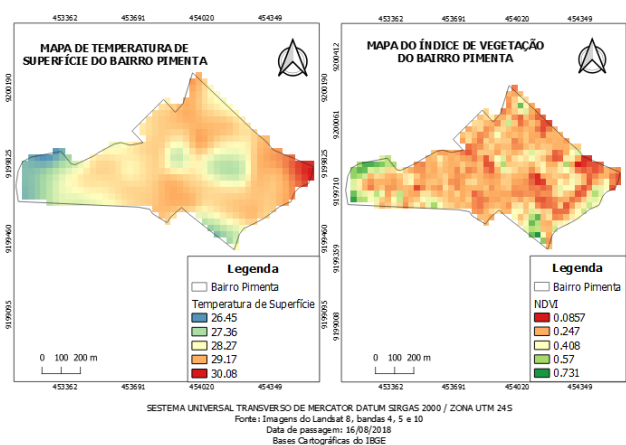 453362 453691 454020 454349
MAPA DE TEMPERATURA DE
SUPERFÍCIE DO BAIRRO PIMENTA
9200190
9199825
9199460
9199095
9200190
9199825
9199460
9199095
Legenda
Bairro Pimenta
Temperatura de Superfície
26.45
27.36
28.27
29.17
30.08
0 100 200 m
453362 453691 454020 454349
453362 453691 454020 454349
MAPA DO ÍNDICE DE VEGETAÇÃO
DO BAIRRO PIMENTA
9200412
9200061
9199710
9199359
9199008
Legenda
Bairro Pimenta
NDVI
0.0857
0.247
0.408
0.57
0.731
0 100 200 m
453362 453691 454020 454349
SESTEMA UNIVERSAL TRANSVERSO DE MERCATOR DATUM SIRGAS 2000 / ZONA UTM 24S
Fonte: Imagens do Landsat 8, bandas 4, 5 e 10
Data de passagem: 16/08/2018
Bases Cartográficas do IBGE